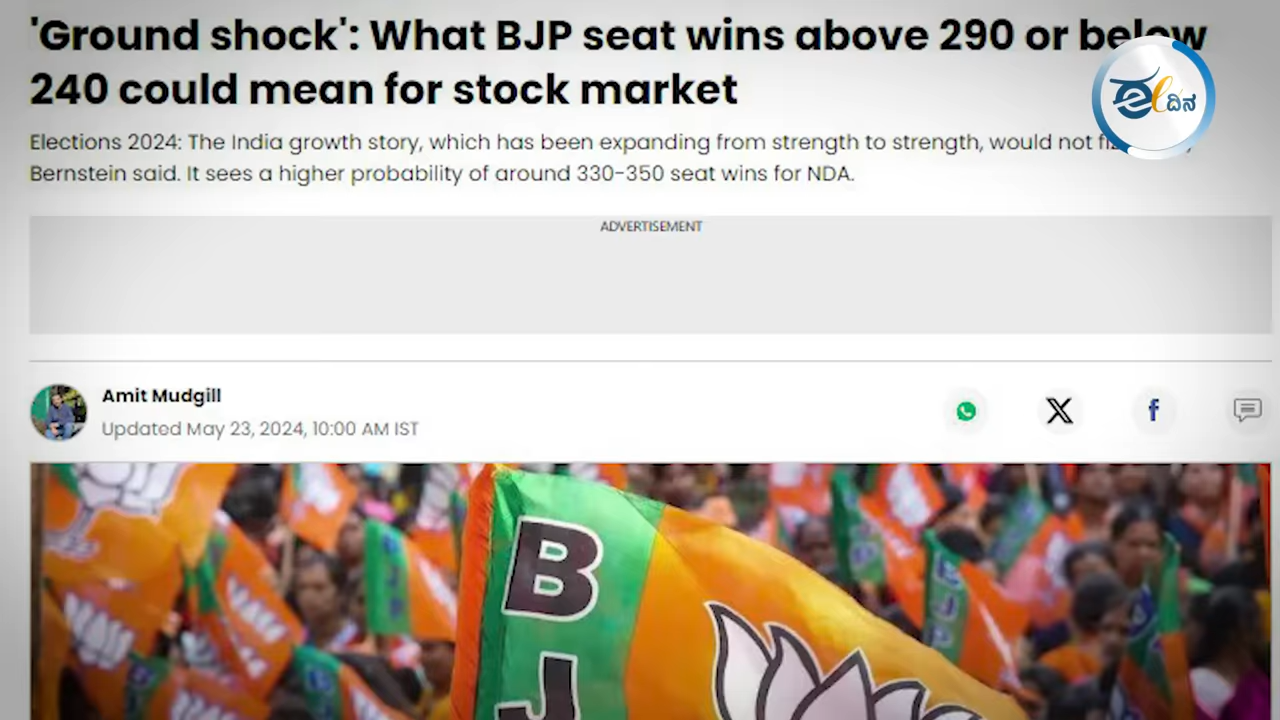 'Ground shock': What BJP seat wins above 290 or below
240 could mean for stock market
Elections 2024: The India growth story, which has been expanding from strength to strength, would not
Bernstein said. It sees a higher probability of around 330-350 seat wins for NDA.
ದಿನ
ADVERTISEMENT
Amit Mudgill
Updated May 23, 2024, 10:00 AM IST
BJ